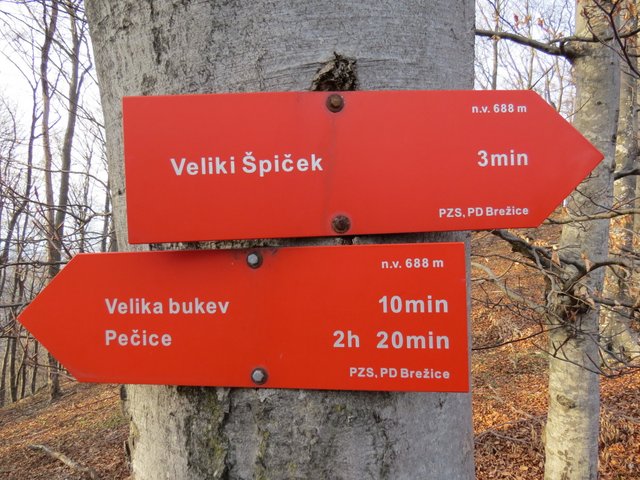 n.v. 688 m
Veliki Špiček 3min
PZS, PD Brežice
n.v. 688 m
Velika bukev 10min
Pečice 2h 20min
PZS, PD Brežice